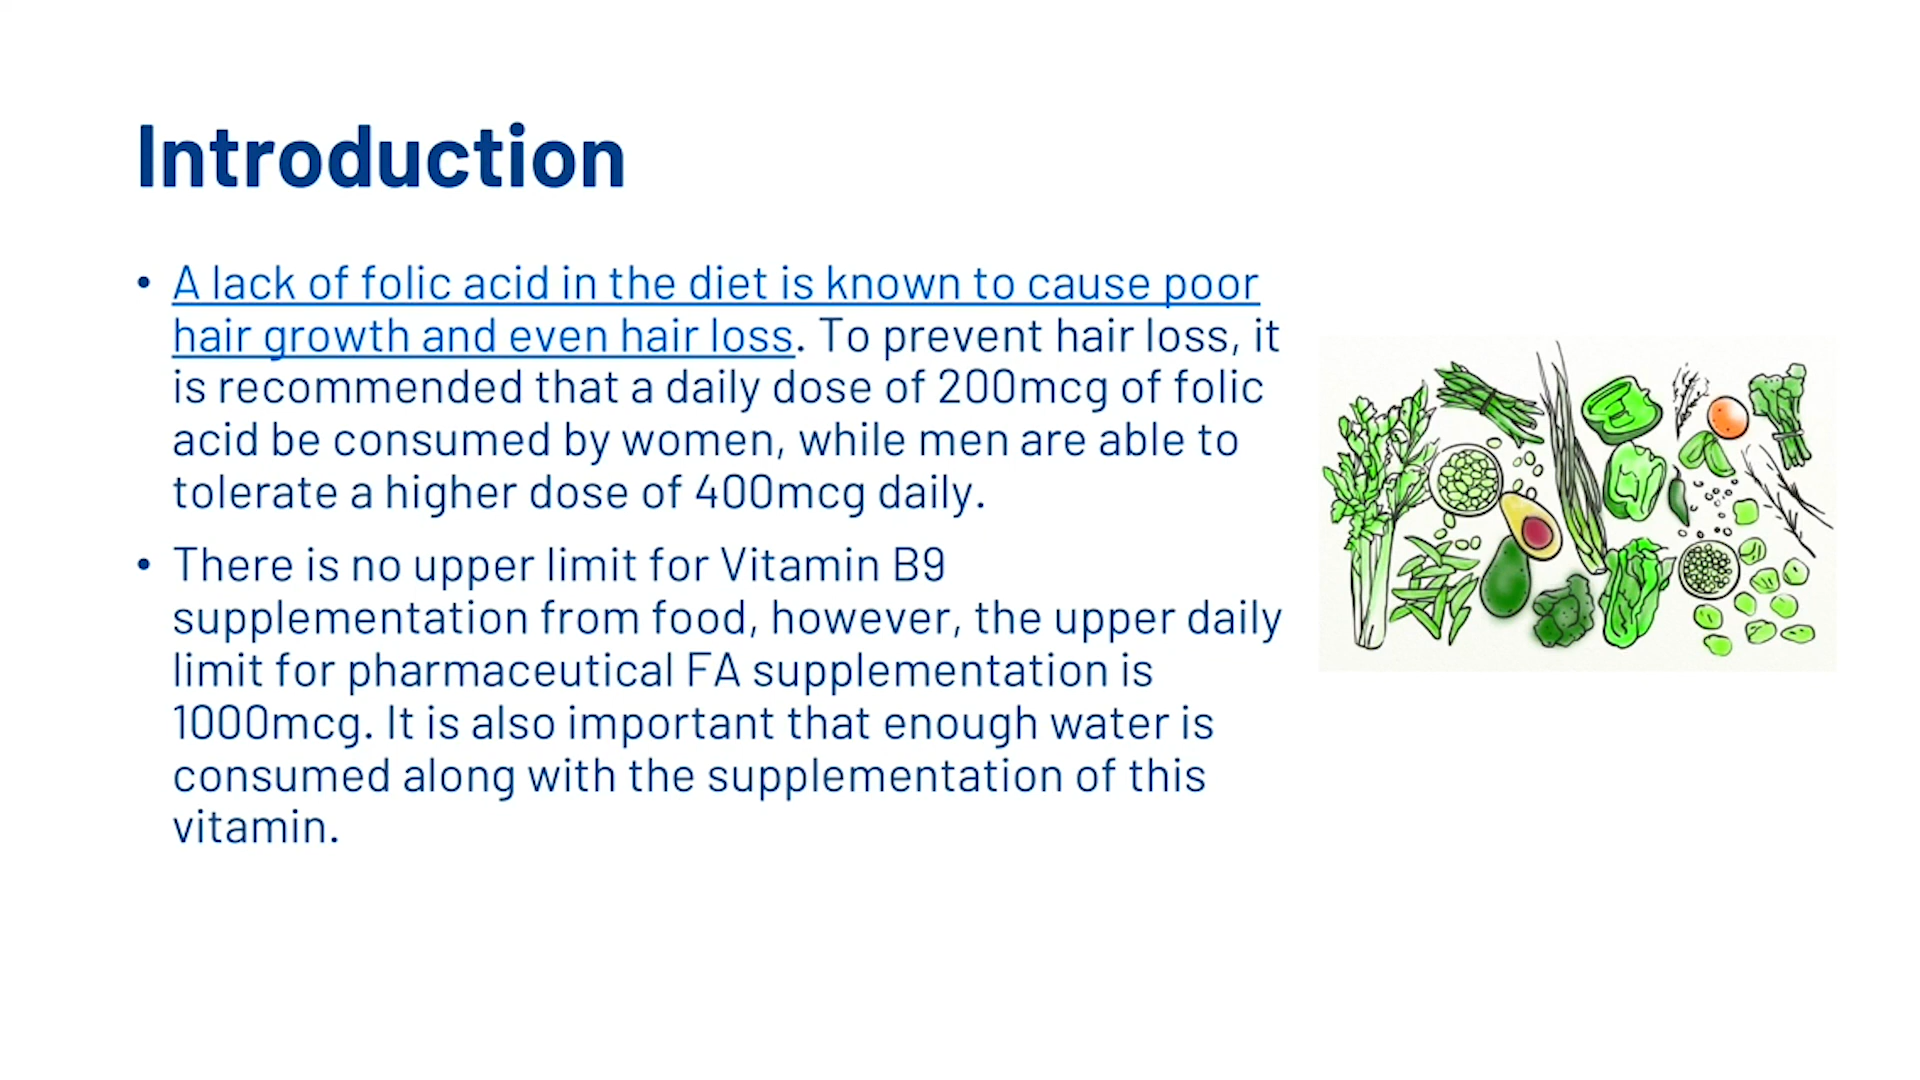 Introduction
• A lack of folic acid in the diet is known to cause poor
hair growth and even hair loss. To prevent hair loss, it
is recommended that a daily dose of 200mcg of folic
acid be consumed by women, while men are able to
tolerate a higher dose of 400mcg daily.
• There is no upper limit for Vitamin B9
supplementation from food, however, the upper daily
limit for pharmaceutical FA supplementation is
1000mcg. It is also important that enough water is
consumed along with the supplementation of this
vitamin.